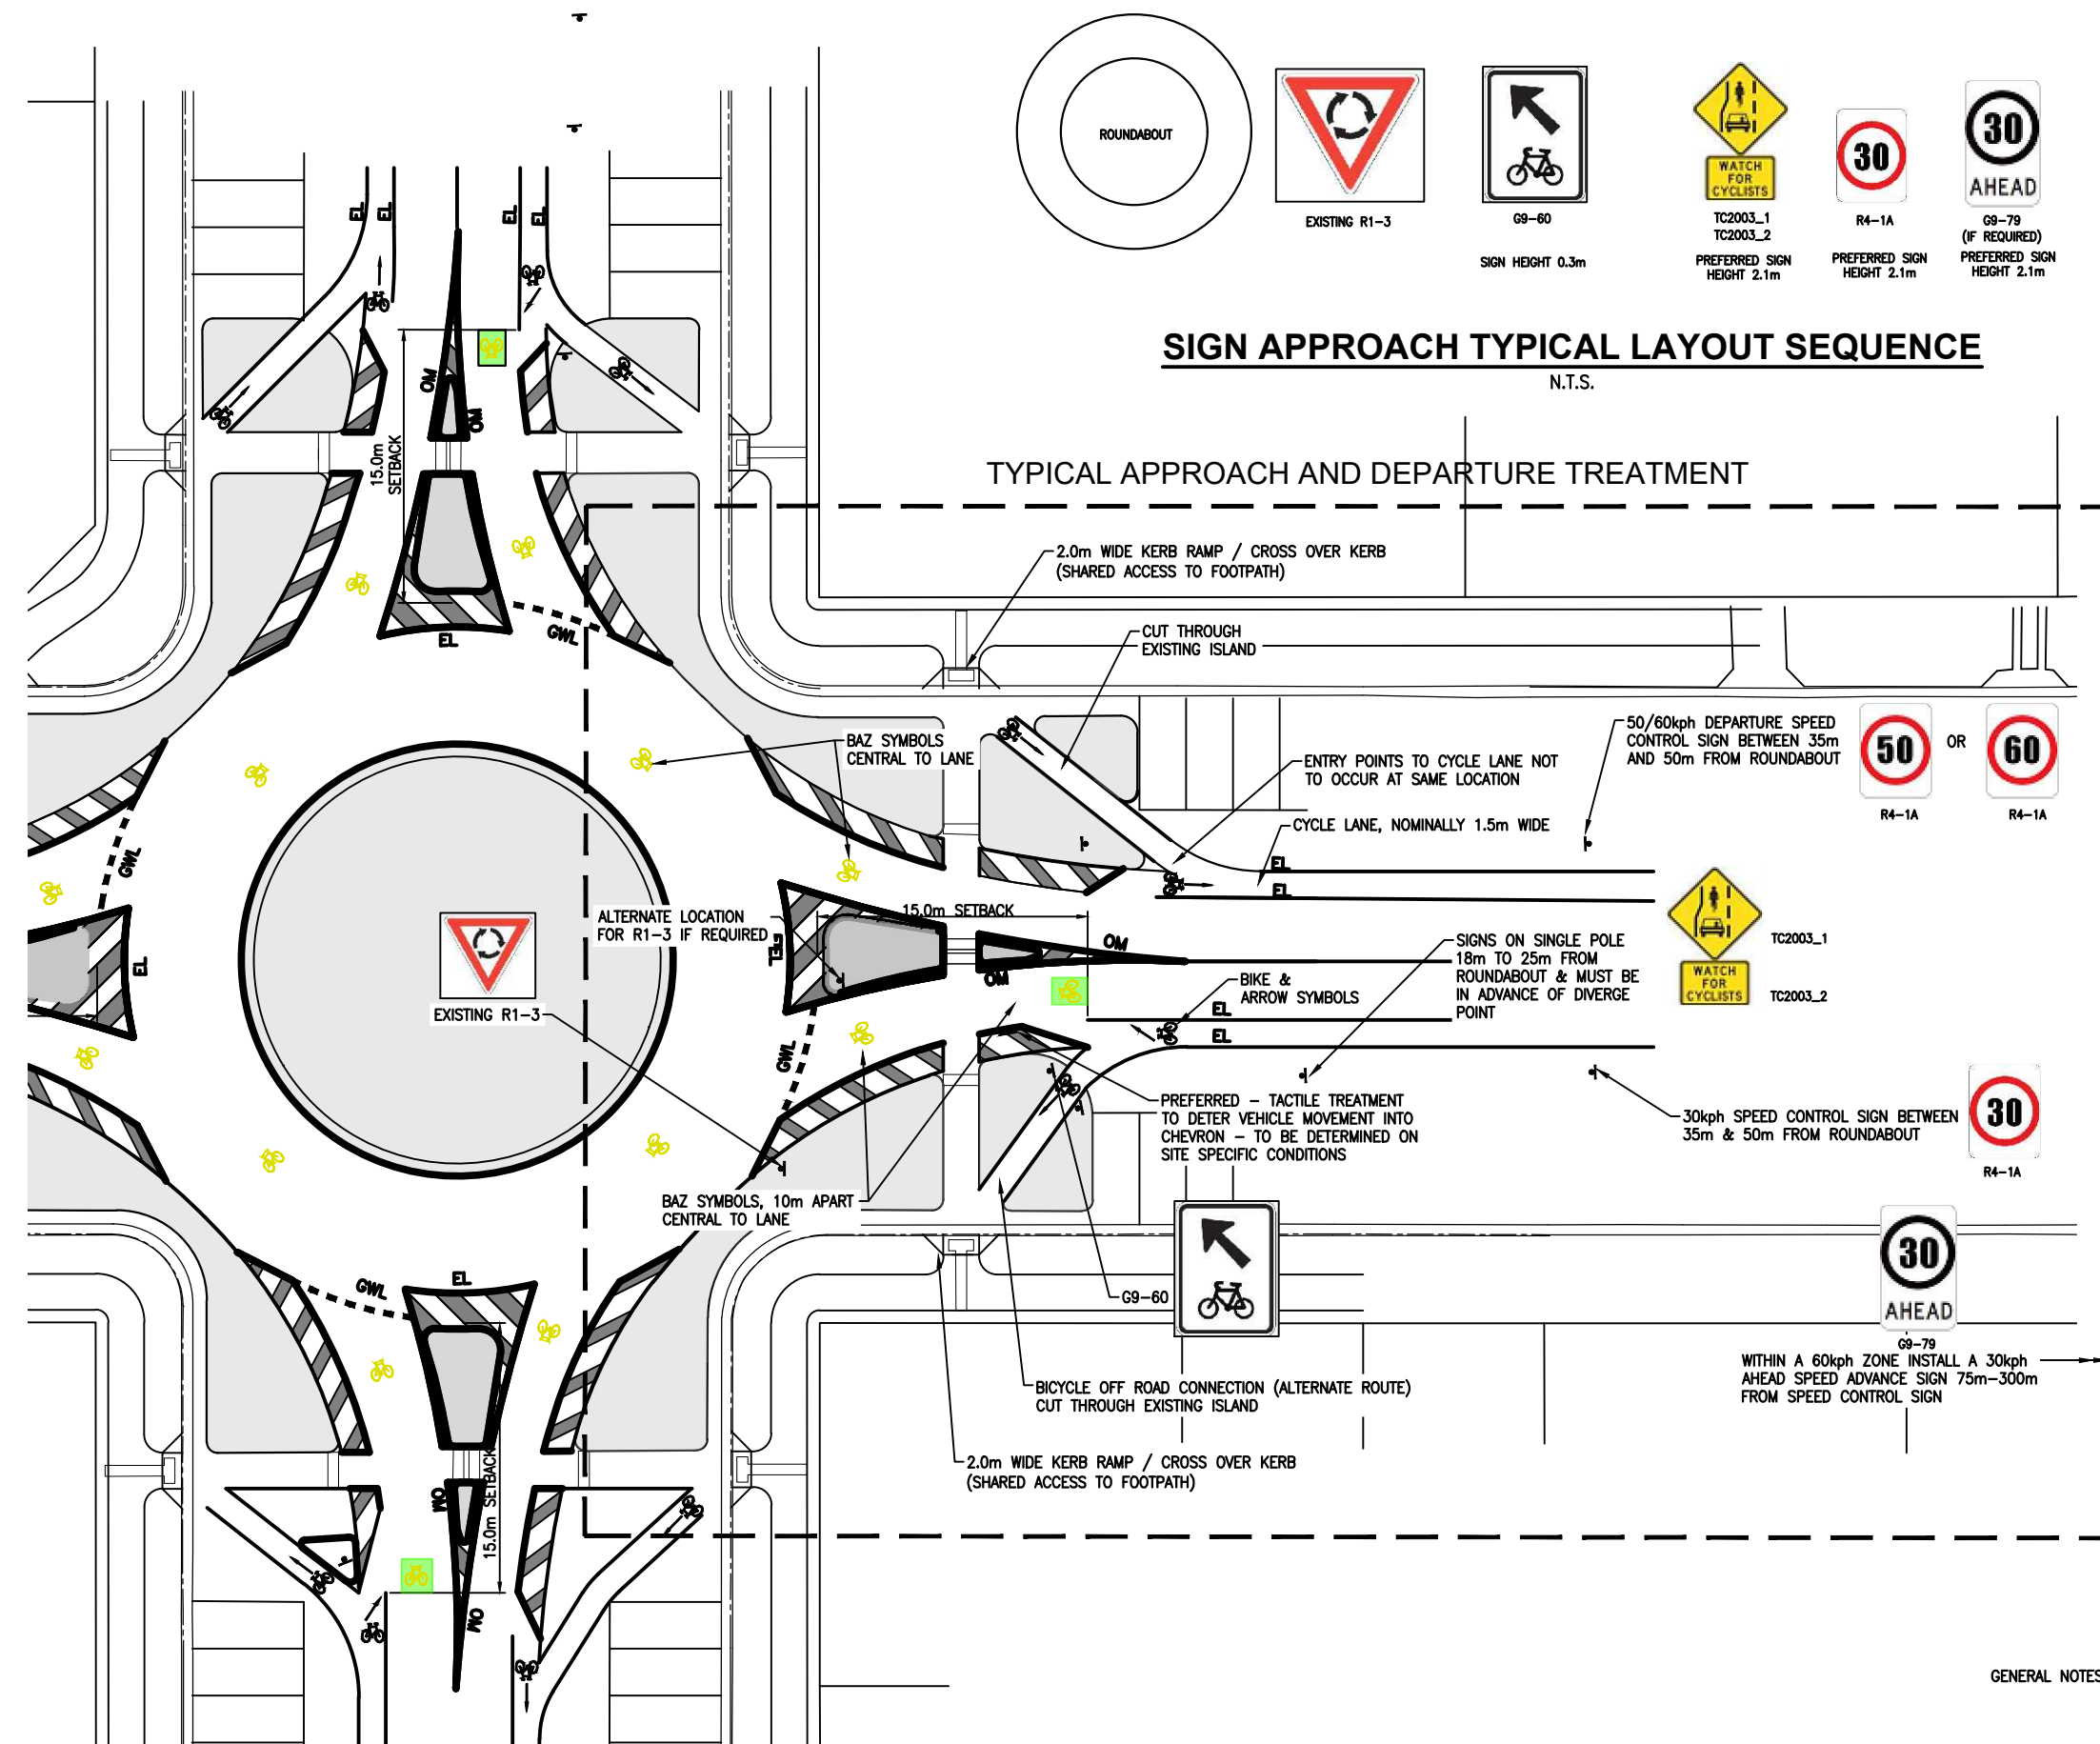 ROUNDABOUT
EXISTING R1-3
G9-60
SIGN HEIGHT 0.3m
WATCH
FOR
CYCLISTS
TC2003_1
TC2003_2
PREFERRED SIGN
HEIGHT 2.1m
30
R4-1A
PREFERRED SIGN
HEIGHT 2.1m
30
AHEAD
G9-79
(IF REQUIRED)
PREFERRED SIGN
HEIGHT 2.1m
SIGN APPROACH TYPICAL LAYOUT SEQUENCE
N.T.S.
TYPICAL APPROACH AND DEPARTURE TREATMENT
EL
EL
EL
EL
OM
OM
15.0m
SETBACK
EL
GWL
2.0m WIDE KERB RAMP / CROSS OVER KERB
(SHARED ACCESS TO FOOTPATH)
CUT THROUGH
EXISTING ISLAND
BAZ SYMBOLS
CENTRAL TO LANE
ENTRY POINTS TO CYCLE LANE NOT
TO OCCUR AT SAME LOCATION
CYCLE LANE, NOMINALLY 1.5m WIDE
50/60kph DEPARTURE SPEED
CONTROL SIGN BETWEEN 35m
AND 50m FROM ROUNDABOUT
50
R4-1A
OR
60
R4-1A
EL
EL
GWL
EL
ALTERNATE LOCATION
FOR R1-3 IF REQUIRED
EL
15.0m SETBACK
OM
OM
SIGNS ON SINGLE POLE
18m TO 25m FROM
ROUNDABOUT & MUST BE
IN ADVANCE OF DIVERGE
POINT
WATCH
FOR
CYCLISTS
TC2003_1
TC2003_2
BIKE &
ARROW SYMBOLS
EL
EL
EXISTING R1-3
GWL
PREFERRED - TACTILE TREATMENT
TO DETER VEHICLE MOVEMENT INTO
CHEVRON - TO BE DETERMINED ON
SITE SPECIFIC CONDITIONS
30kph SPEED CONTROL SIGN BETWEEN
35m & 50m FROM ROUNDABOUT
30
R4-1A
BAZ SYMBOLS, 10m APART
CENTRAL TO LANE
G9-60
30
AHEAD
G9-79
WITHIN A 60kph ZONE INSTALL A 30kph
AHEAD SPEED ADVANCE SIGN 75m-300m
FROM SPEED CONTROL SIGN
GWL
EL
BICYCLE OFF ROAD CONNECTION (ALTERNATE ROUTE)
CUT THROUGH EXISTING ISLAND
2.0m WIDE KERB RAMP / CROSS OVER KERB
(SHARED ACCESS TO FOOTPATH)
OM
15.0m SETBACK
OM
GENERAL NOTES